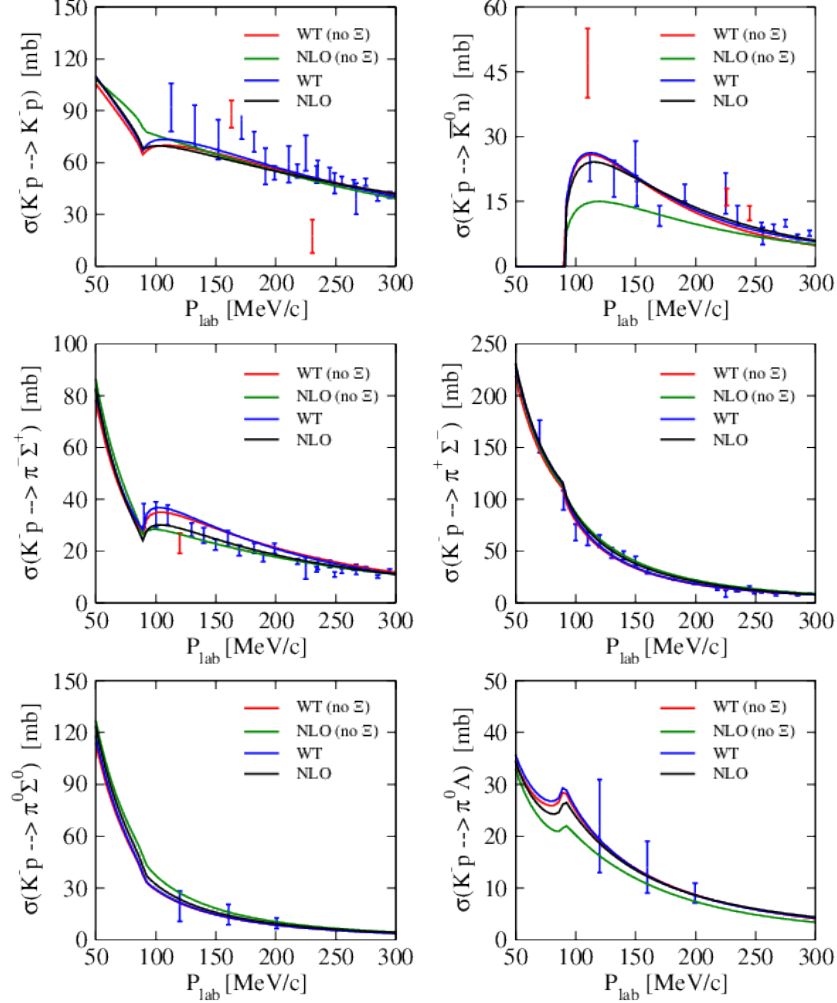 σ(K⁻p --> K⁻p) [mb]
150
120
90
60
30
0
WT (no Ξ)
NLO (no Ξ)
WT
NLO
50 100 150 200 250 300
P_lab [MeV/c]
σ(K⁻p --> K̅⁰n) [mb]
60
45
30
15
0
WT (no Ξ)
NLO (no Ξ)
WT
NLO
50 100 150 200 250 300
P_lab [MeV/c]
σ(K⁻p --> π⁻Σ⁺) [mb]
100
80
60
40
20
0
WT (no Ξ)
NLO (no Ξ)
WT
NLO
50 100 150 200 250 300
P_lab [MeV/c]
σ(K⁻p --> π⁺Σ⁻) [mb]
250
200
150
100
50
0
WT (no Ξ)
NLO (no Ξ)
WT
NLO
50 100 150 200 250 300
P_lab [MeV/c]
σ(K⁻p --> π⁰Σ⁰) [mb]
150
120
90
60
30
0
WT (no Ξ)
NLO (no Ξ)
WT
NLO
50 100 150 200 250 300
P_lab [MeV/c]
σ(K⁻p --> π⁰Λ) [mb]
50
40
30
20
10
0
WT (no Ξ)
NLO (no Ξ)
WT
NLO
50 100 150 200 250 300
P_lab [MeV/c]